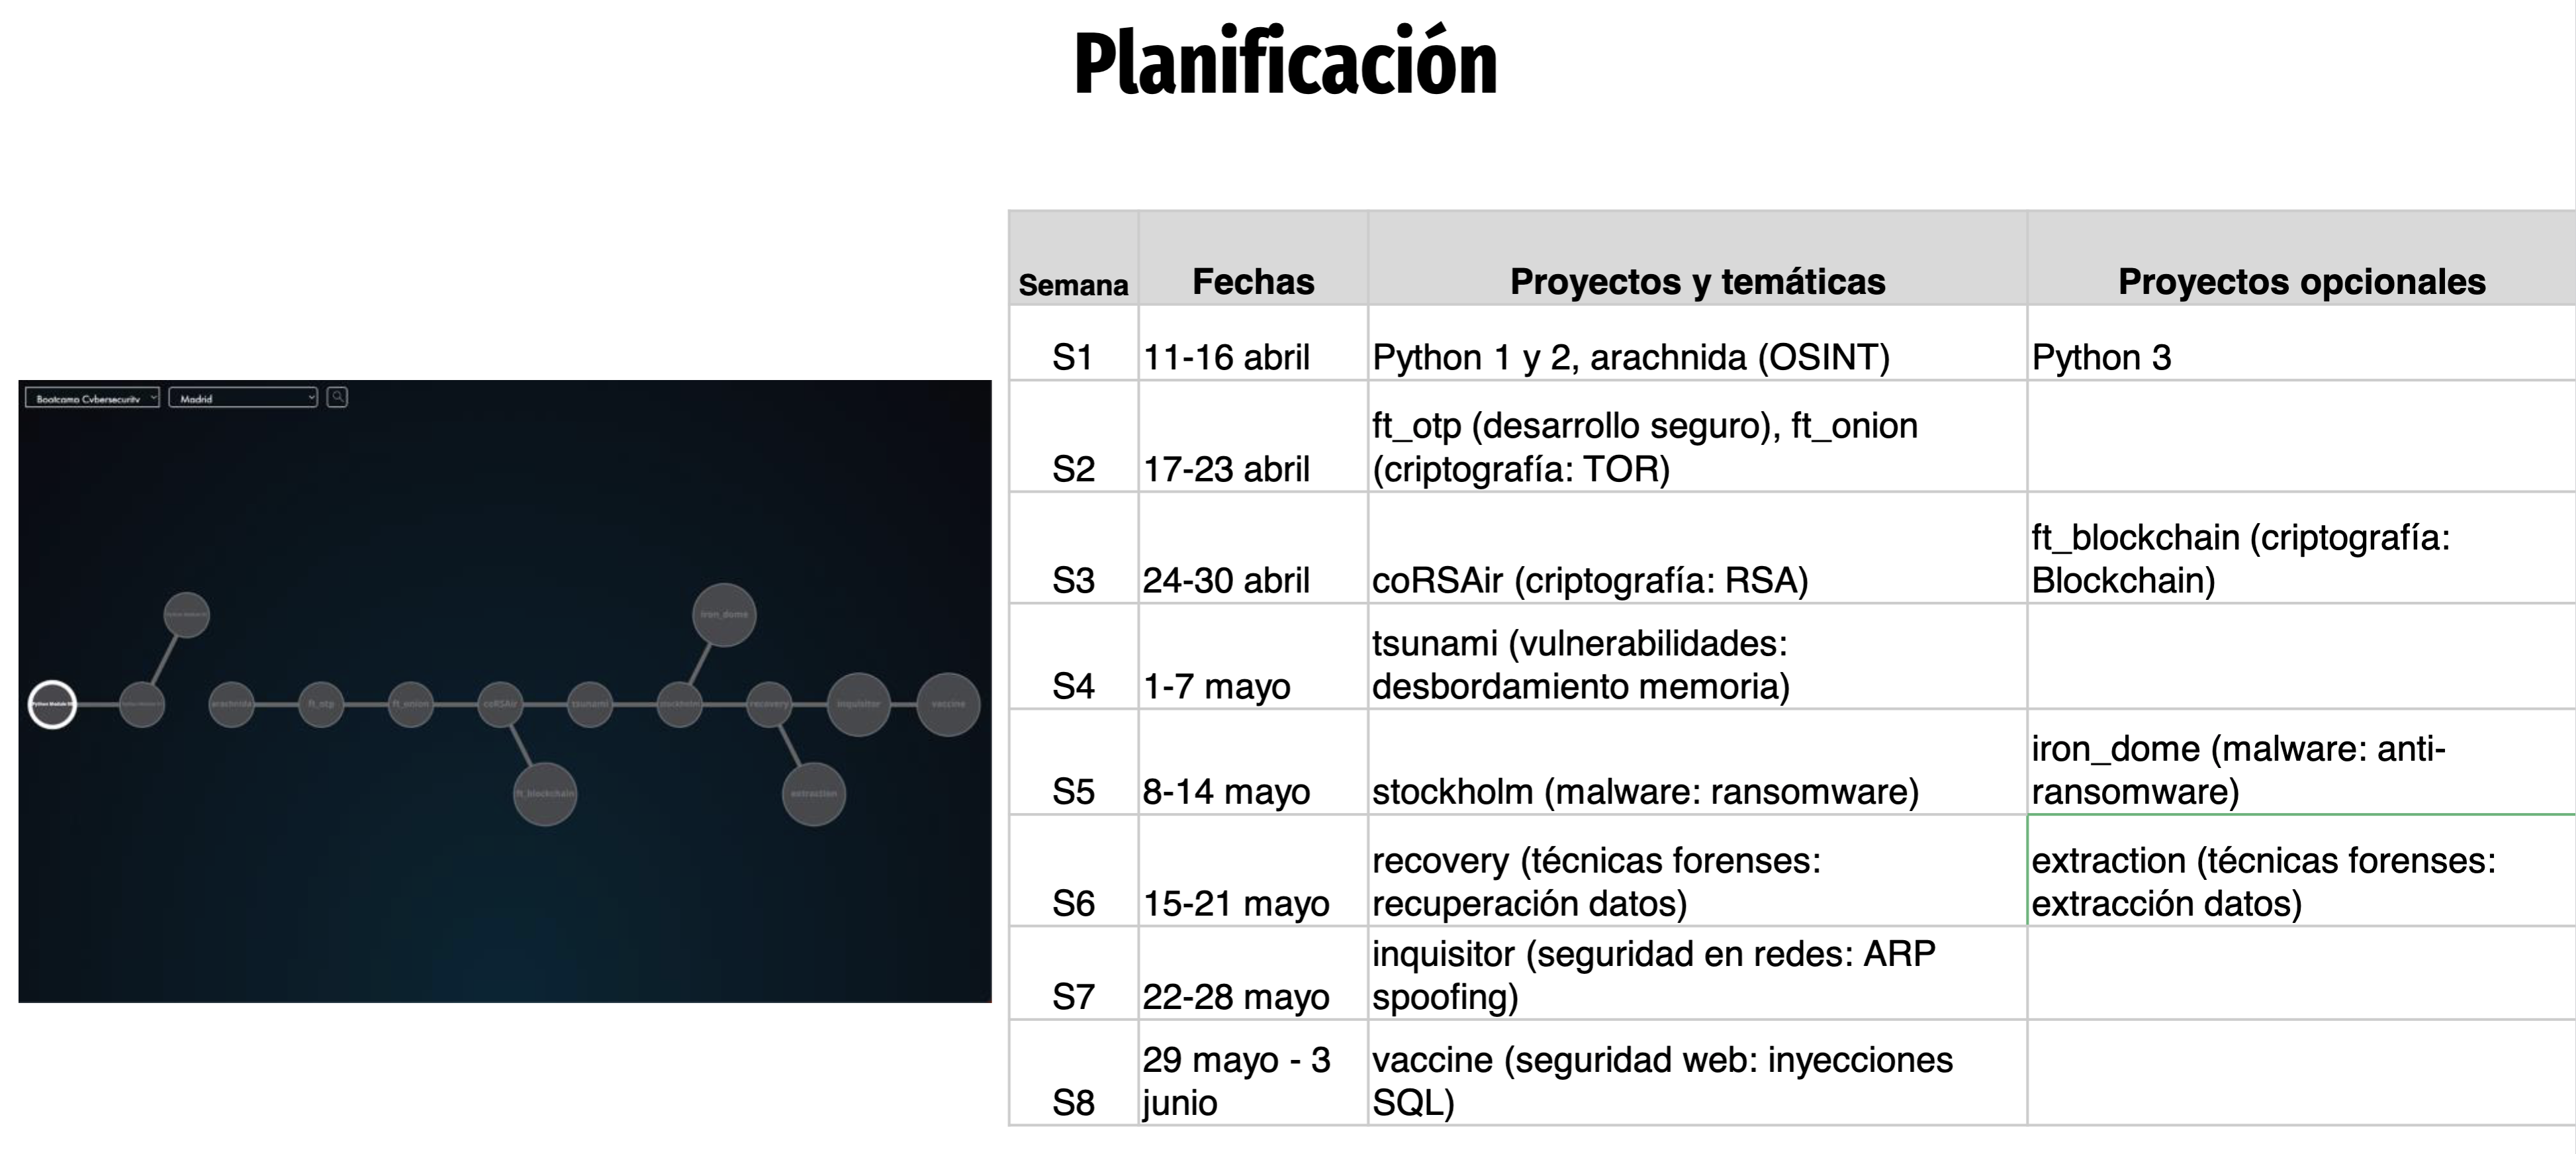 Planificación
Bootcamp Cybersecurity
Madrid
iron_dome
arachnida
ft_otp
ft_onion
coRSAir
tsunami
stockholm
recovery
inquisitor
vaccine
ft_blockchain
extraction
Semana Fechas Proyectos y temáticas Proyectos opcionales
S1 11-16 abril Python 1 y 2, arachnida (OSINT) Python 3
ft_otp (desarrollo seguro), ft_onion
S2 17-23 abril (criptografía: TOR)
ft_blockchain (criptografía:
S3 24-30 abril coRSAir (criptografía: RSA) Blockchain)
tsunami (vulnerabilidades:
S4 1-7 mayo desbordamiento memoria)
iron_dome (malware: anti-
S5 8-14 mayo stockholm (malware: ransomware) ransomware)
recovery (técnicas forenses: extraction (técnicas forenses:
S6 15-21 mayo recuperación datos) extracción datos)
inquisitor (seguridad en redes: ARP
S7 22-28 mayo spoofing)
29 mayo - 3 vaccine (seguridad web: inyecciones
S8 junio SQL)